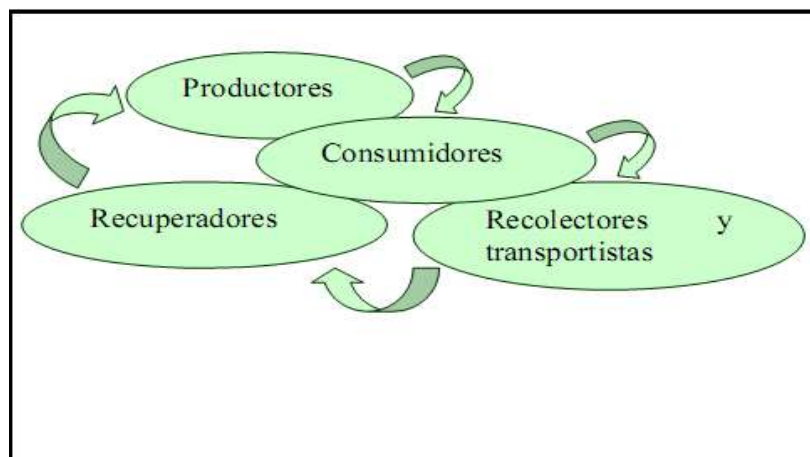 Productores
Consumidores
Recuperadores
Recolectores y
transportistas